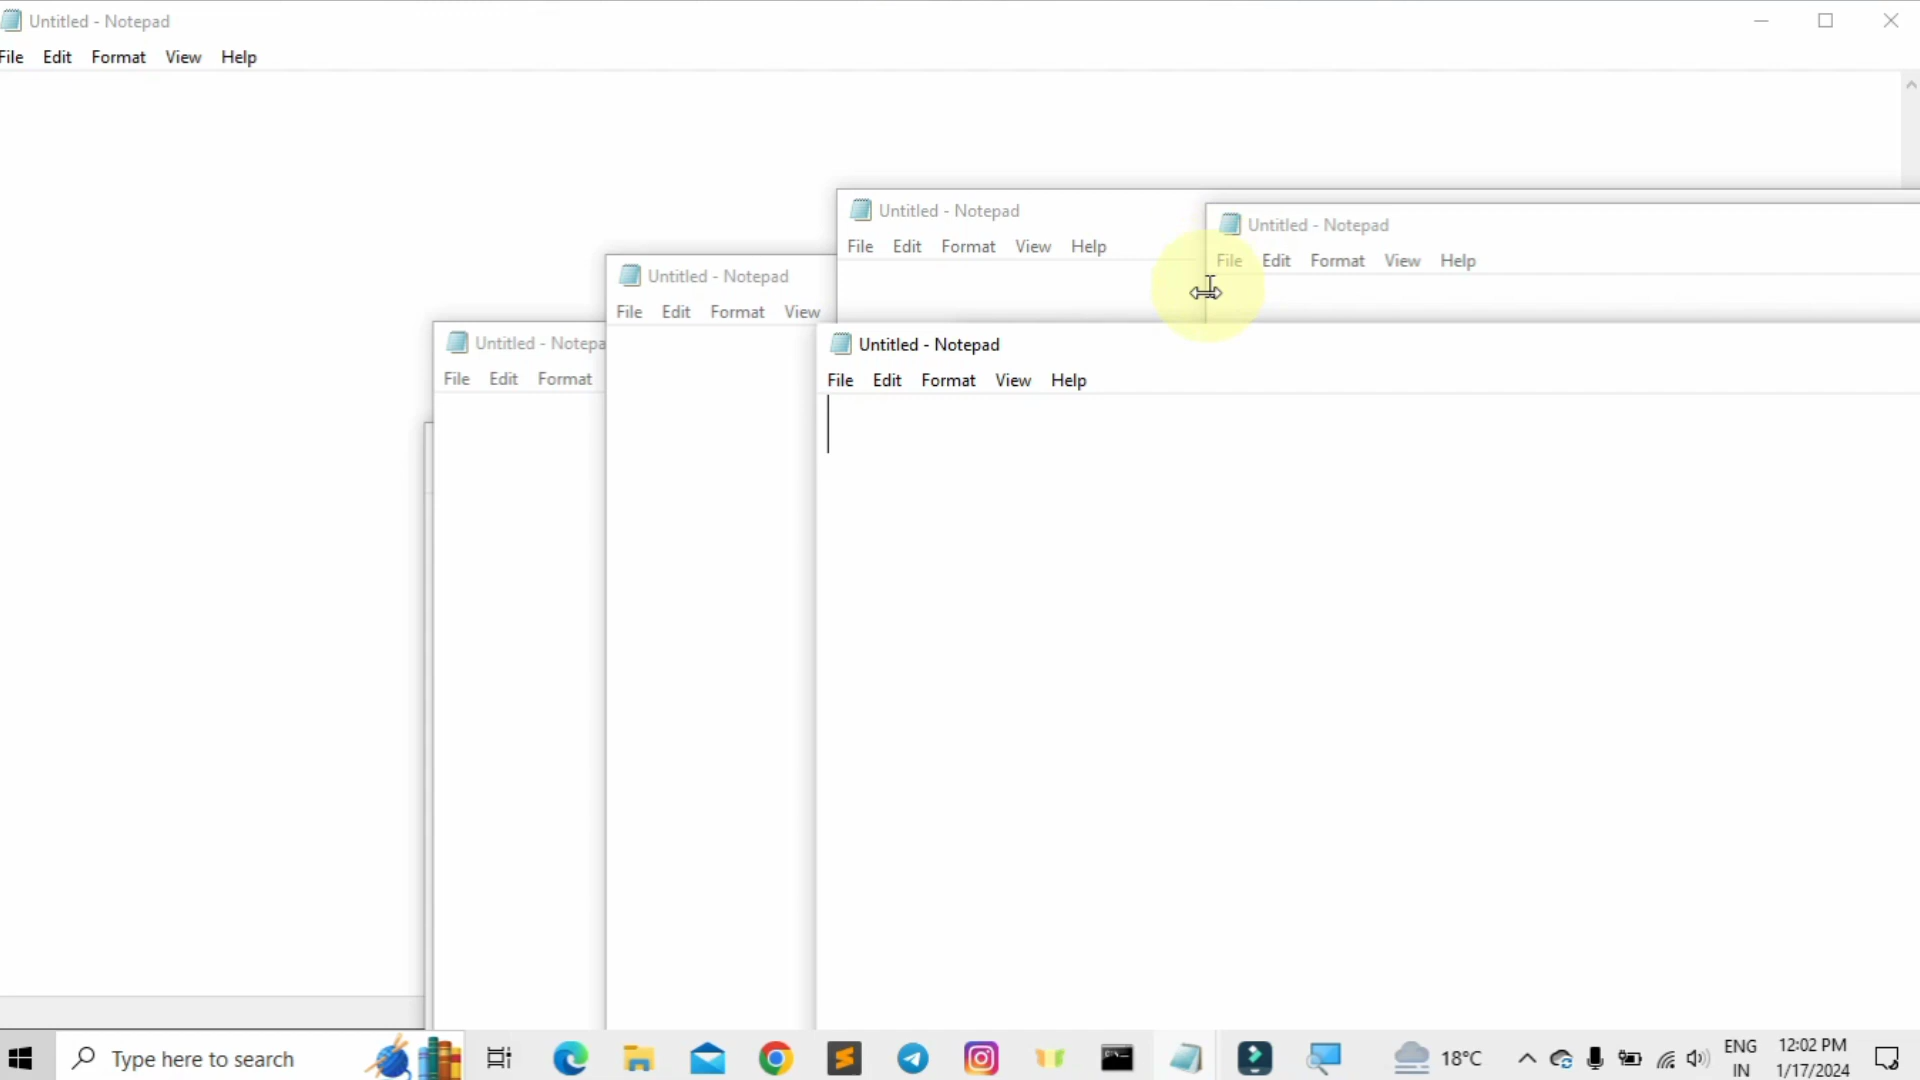 Untitled - Notepad
File Edit Format View Help
Untitled - Notepad
File Edit Format View Help
Untitled - Notepad
File Edit Format View Help
Untitled - Notepad
File Edit Format View
Untitled - Notepa
File Edit Format
Untitled - Notepad
File Edit Format View Help
Type here to search
18°C
ENG
IN
12:02 PM
1/17/2024